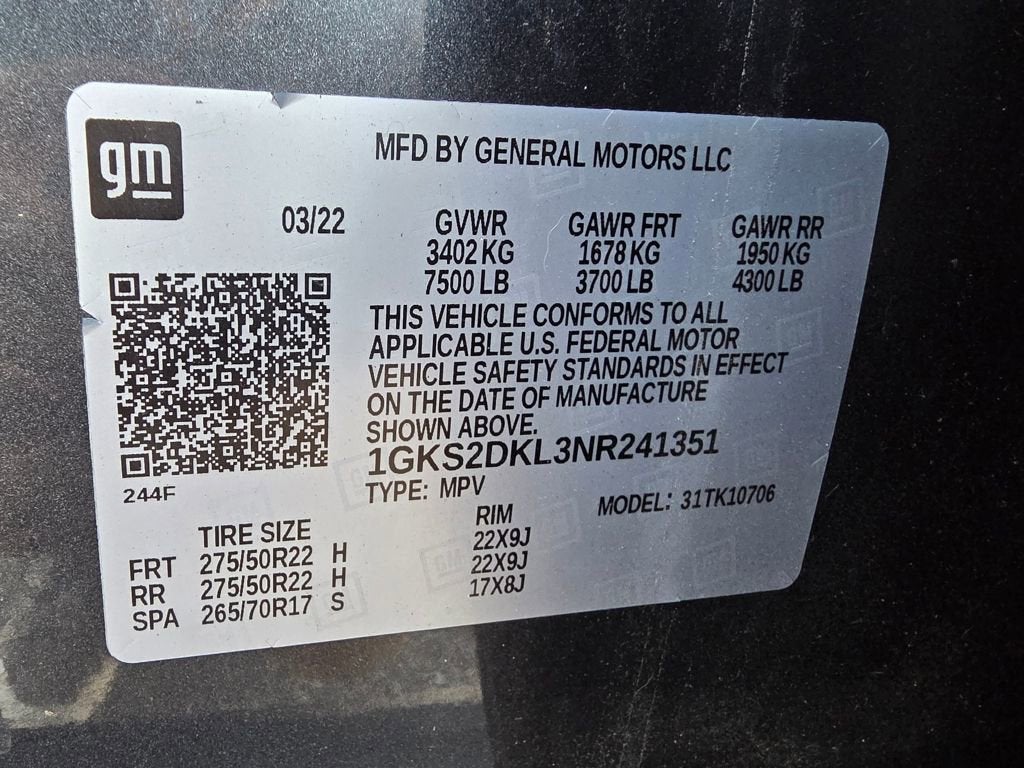 gm
MFD BY GENERAL MOTORS LLC
03/22 GVWR GAWR FRT GAWR RR
3402 KG 1678 KG 1950 KG
7500 LB 3700 LB 4300 LB
THIS VEHICLE CONFORMS TO ALL
APPLICABLE U.S. FEDERAL MOTOR
VEHICLE SAFETY STANDARDS IN EFFECT
ON THE DATE OF MANUFACTURE
SHOWN ABOVE.
1GKS2DKL3NR241351
244F
TYPE: MPV MODEL: 31TK10706
TIRE SIZE RIM
FRT 275/50R22 H 22X9J
RR 275/50R22 H 22X9J
SPA 265/70R17 S 17X8J